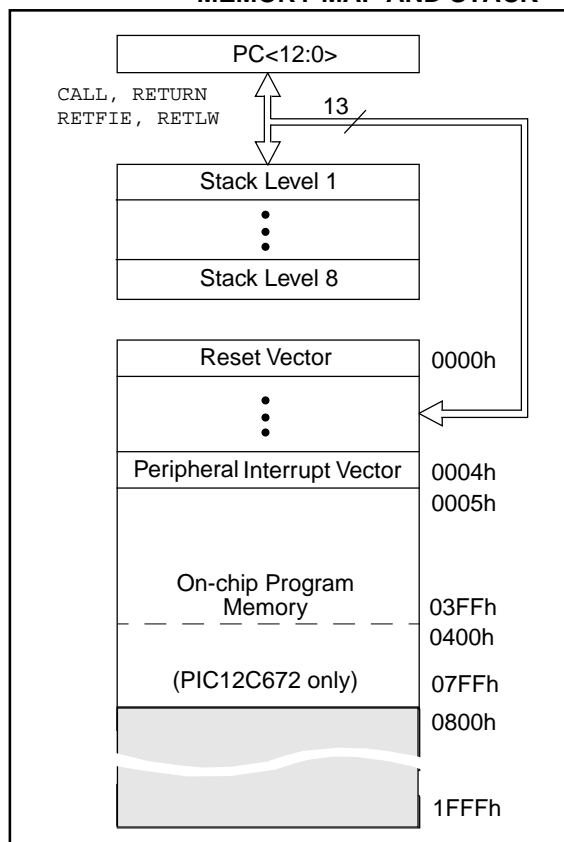 MEMORY MAP AND STACK
PC<12:0>
CALL, RETURN
RETFIE, RETLW
13
Stack Level 1
Stack Level 8
Reset Vector
0000h
Peripheral Interrupt Vector
0004h
0005h
On-chip Program
Memory
03FFh
0400h
(PIC12C672 only)
07FFh
0800h
1FFFh